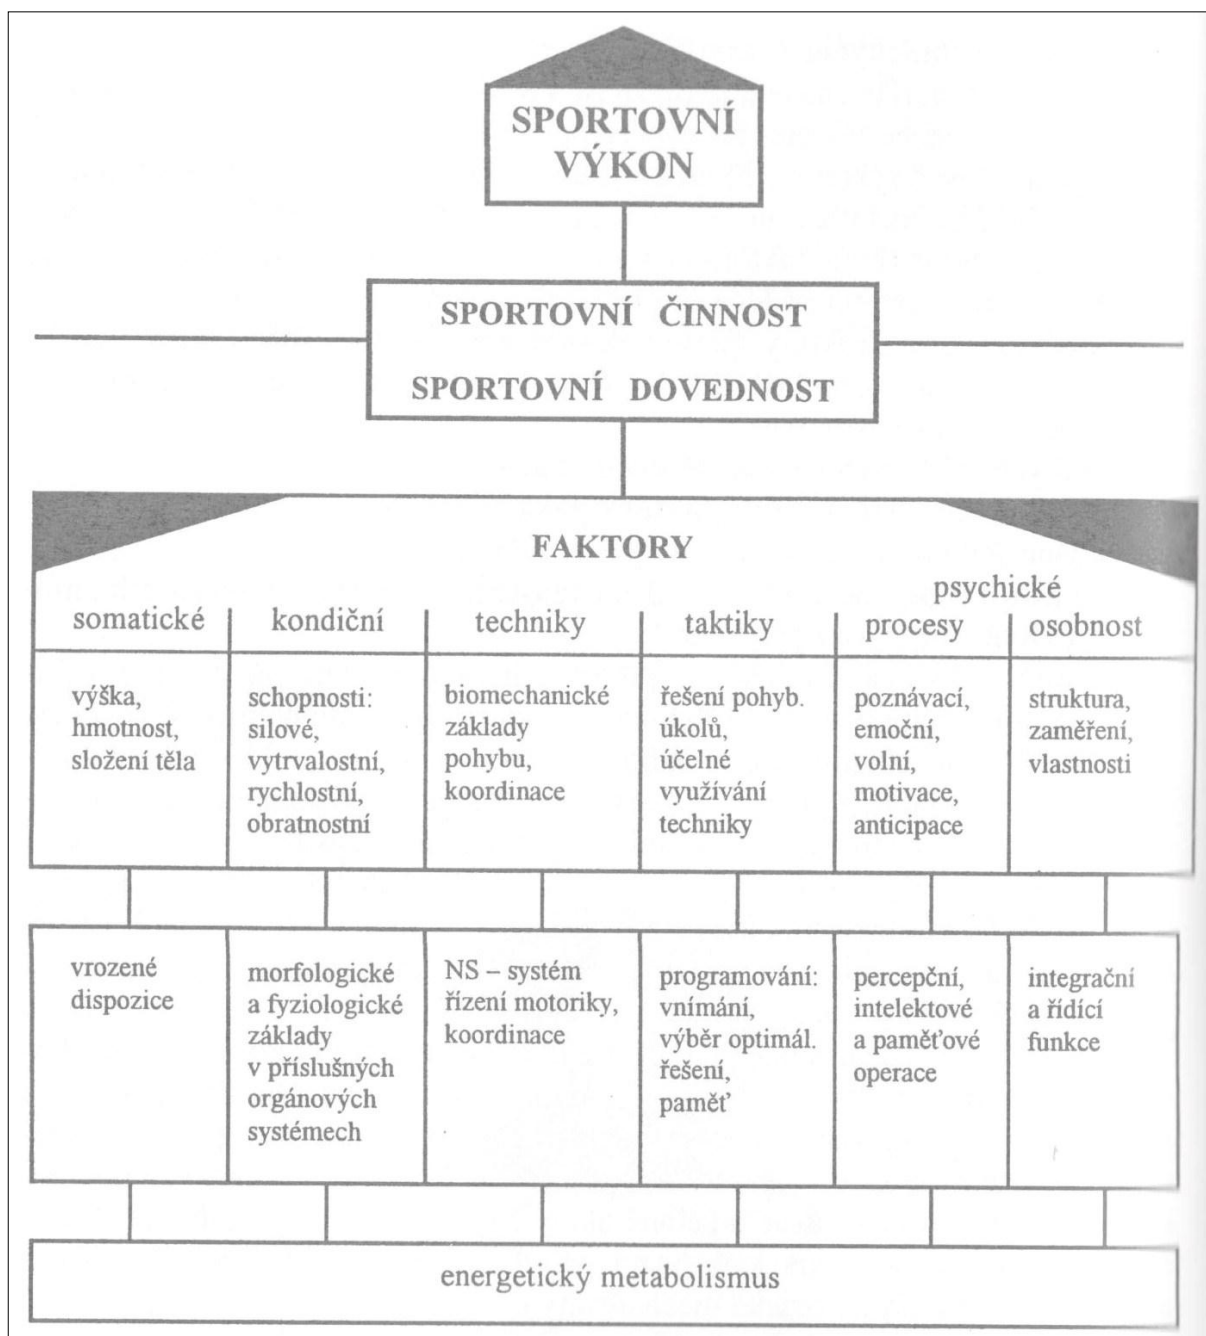 SPORTOVNÍ
VÝKON
SPORTOVNÍ ČINNOST
SPORTOVNÍ DOVEDNOST
FAKTORY
psychické
somatické
kondiční
techniky
taktiky
procesy
osobnost
výška,
hmotnost,
složení těla
schopnosti:
silové,
vytrvalostní,
rychlostní,
obratnostní
biomechanické
základy
pohybu,
koordinace
řešení pohyb.
úkolů,
účelné
využívání
techniky
poznávací,
emoční,
volní,
motivace,
anticipace
struktura,
zaměření,
vlastnosti
vrozené
dispozice
morfologické
a fyziologické
základy
v příslušných
orgánových
systémech
NS – systém
řízení motoriky,
koordinace
programování:
vnímání,
výběr optimál.
řešení,
paměť
percepční,
intelektové
a paměťové
operace
integrační
a řídící
funkce
energetický metabolismus